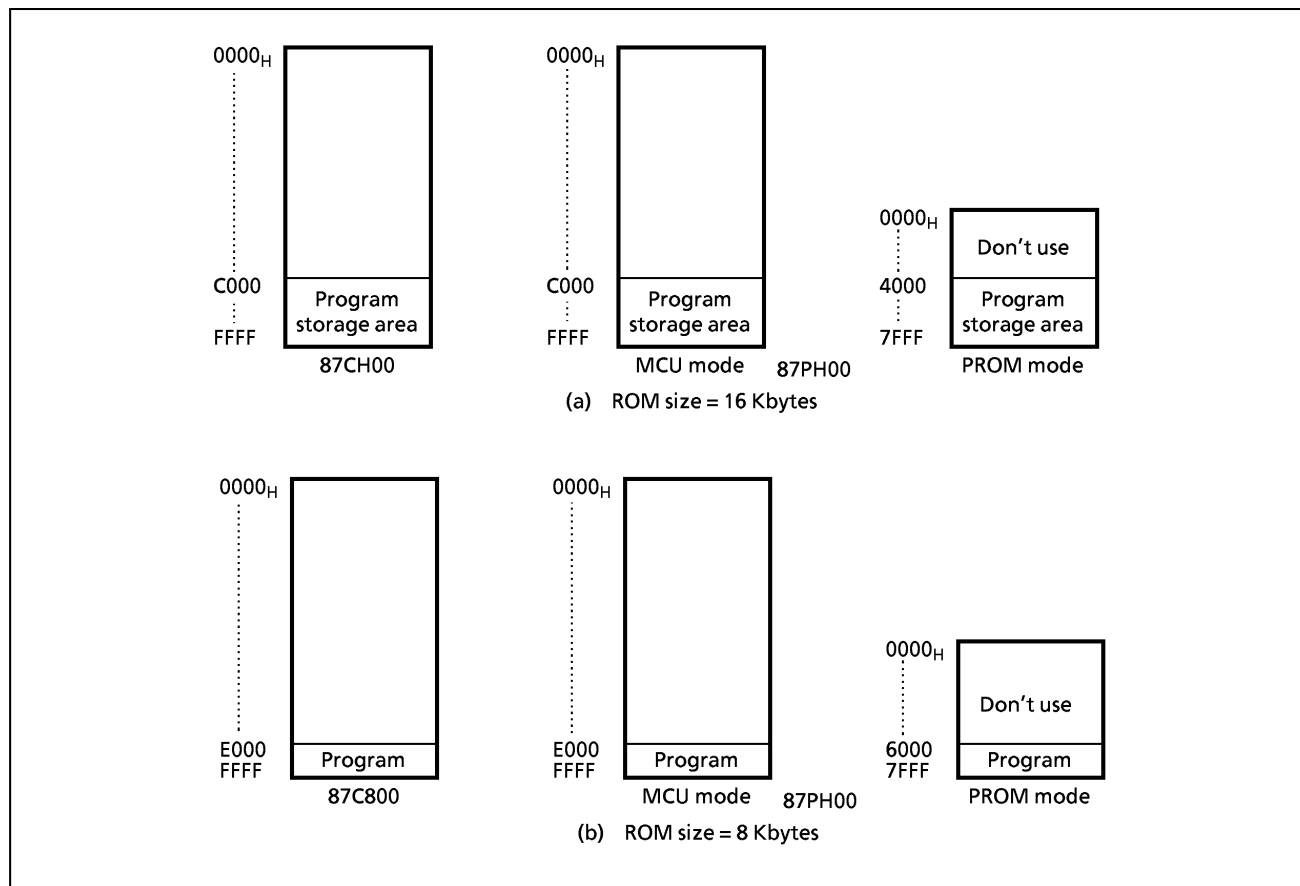 0000H
C000
FFFF
Program
storage area
87CH00
0000H
C000
FFFF
Program
storage area
MCU mode
87PH00
0000H
Don't use
4000
7FFF
Program
storage area
PROM mode
(a) ROM size = 16 Kbytes
0000H
E000
FFFF
Program
87C800
0000H
E000
FFFF
Program
MCU mode
87PH00
0000H
Don't use
6000
7FFF
Program
PROM mode
(b) ROM size = 8 Kbytes